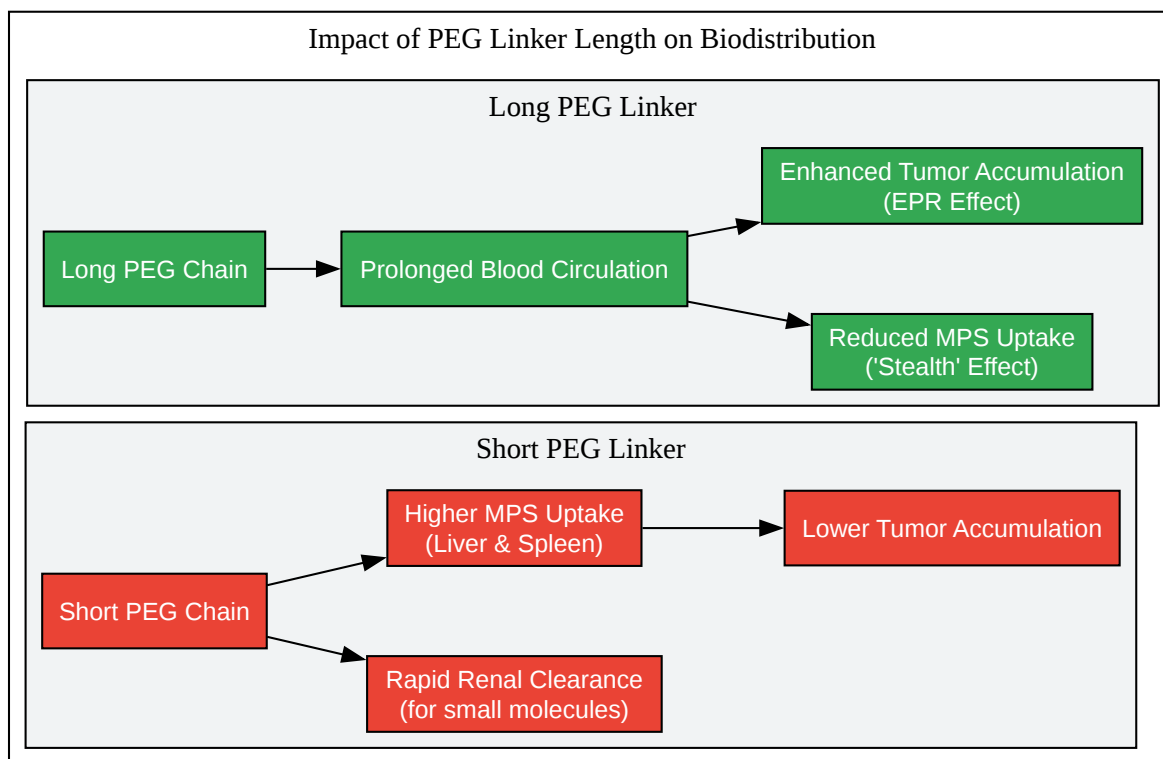 Impact of PEG Linker Length on Biodistribution
Long PEG Linker
Long PEG Chain
Prolonged Blood Circulation
Enhanced Tumor Accumulation
(EPR Effect)
Reduced MPS Uptake
('Stealth' Effect)
Short PEG Linker
Short PEG Chain
Higher MPS Uptake
(Liver & Spleen)
Lower Tumor Accumulation
Rapid Renal Clearance
(for small molecules)